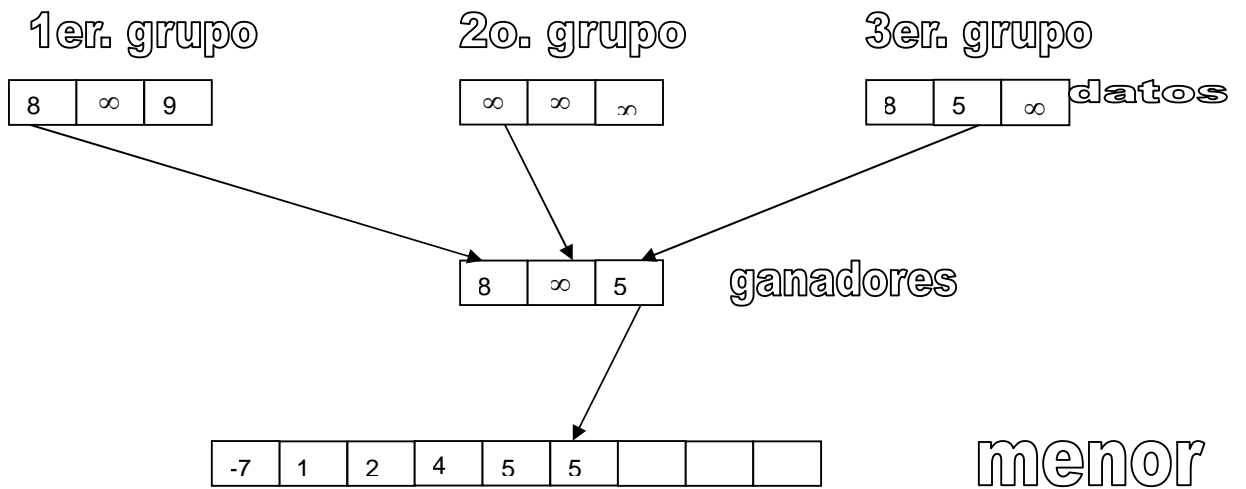 1er. grupo 2o. grupo 3er. grupo
8 ∞ 9 ∞ ∞ ∞ 8 5 ∞ datos
8 ∞ 5 ganadores
-7 1 2 4 5 5 menor